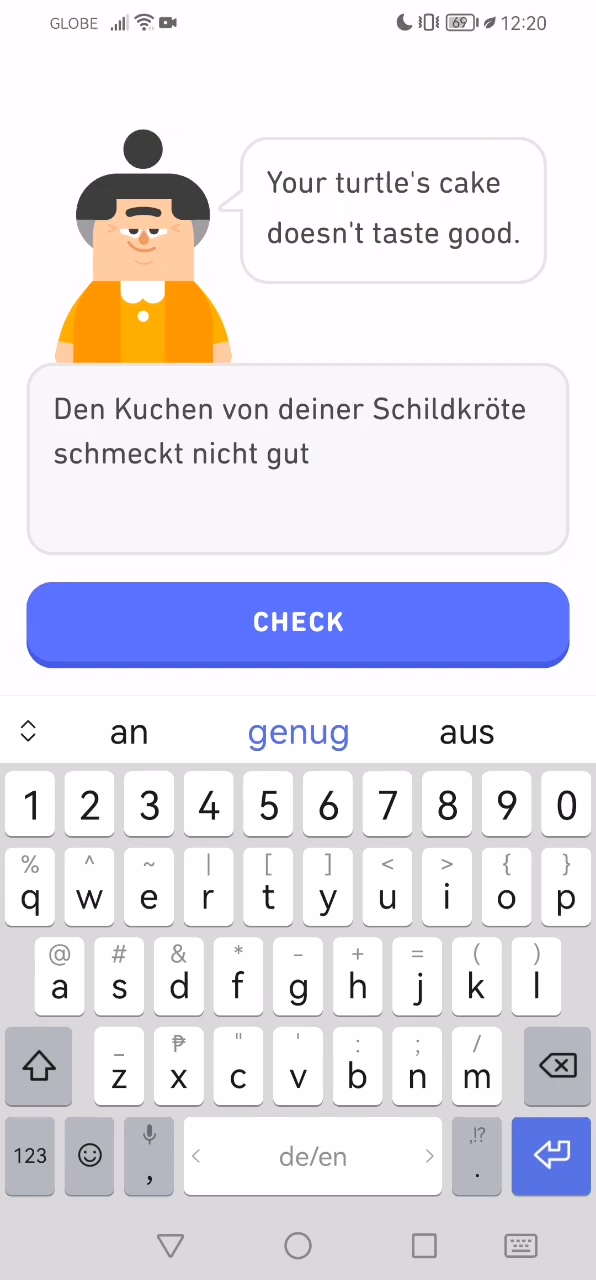 GLOBE 69 12:20
Your turtle's cake
doesn't taste good.
Den Kuchen von deiner Schildkröte
schmeckt nicht gut
CHECK
an genug aus
1 2 3 4 5 6 7 8 9 0
% ^ ~ | [ ] < > { }
q w e r t y u i o p
@ # & * - + = ( )
a s d f g h j k l
_ ₱ " ' : ; /
z x c v b n m
123 , < de/en > ,!? .